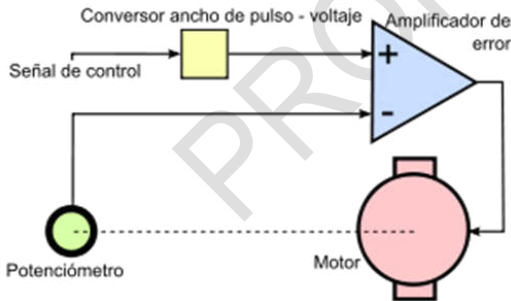 Conversor ancho de pulso - voltaje
Amplificador de
error
Señal de control
+
-
Potenciómetro
Motor